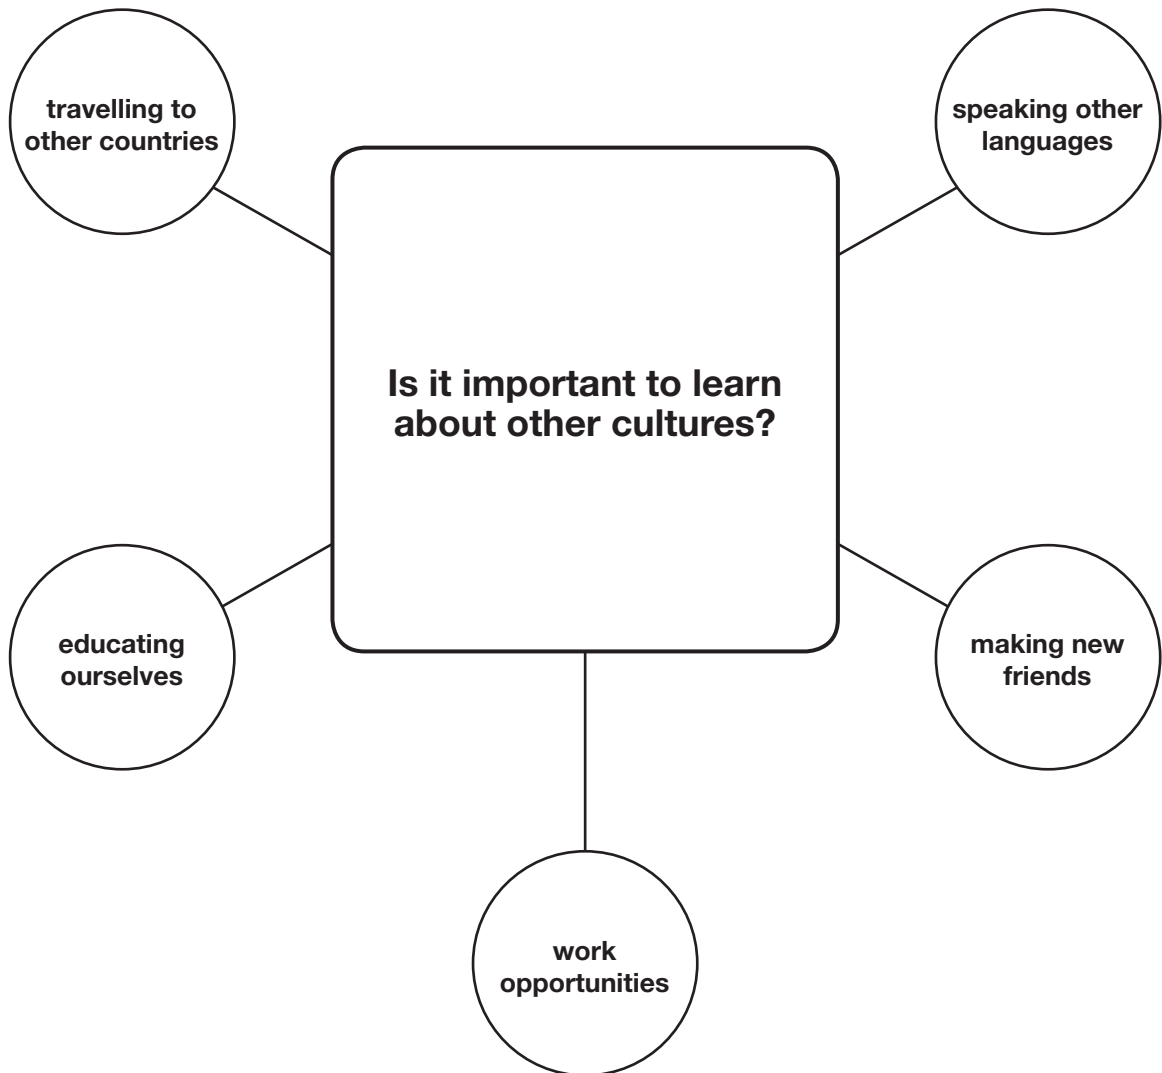 travelling to
other countries
speaking other
languages
Is it important to learn
about other cultures?
educating
ourselves
making new
friends
work
opportunities